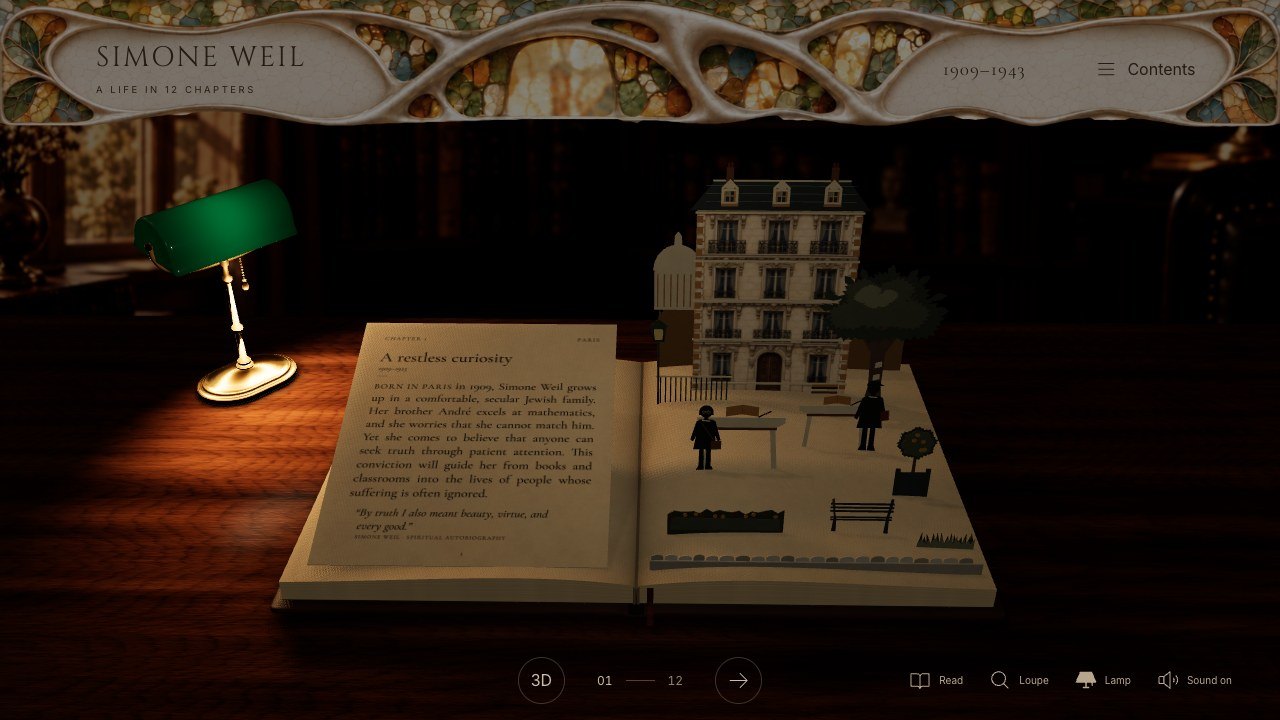 SIMONE WEIL
A LIFE IN 12 CHAPTERS
1909–1943
Contents
CHAPTER 1
PARIS
A restless curiosity
1909–1925
BORN IN PARIS in 1909, Simone Weil grows
up in a comfortable, secular Jewish family.
Her brother André excels at mathematics,
and she worries that she cannot match him.
Yet she comes to believe that anyone can
seek truth through patient attention. This
conviction will guide her from books and
classrooms into the lives of people whose
suffering is often ignored.
“By truth I also meant beauty, virtue, and
every good.”
SIMONE WEIL · SPIRITUAL AUTOBIOGRAPHY
1
3D
01
12
Read
Loupe
Lamp
Sound on